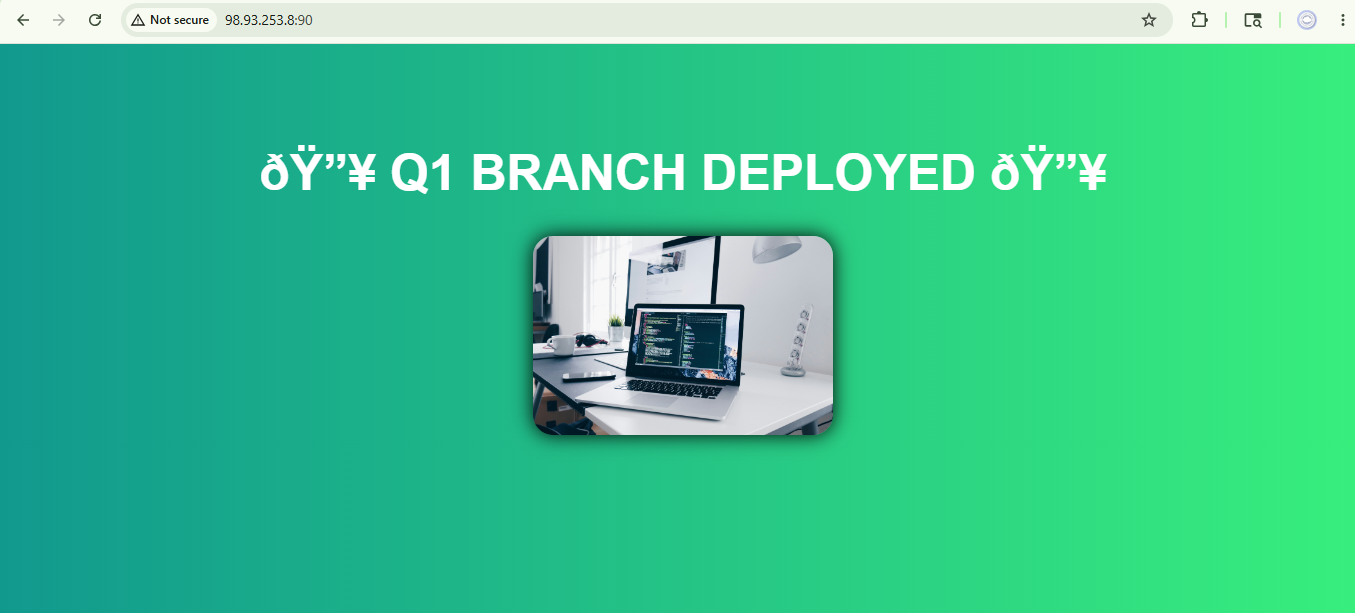 Not secure 98.93.253.8:90
ðŸ”¥ Q1 BRANCH DEPLOYED ðŸ”¥